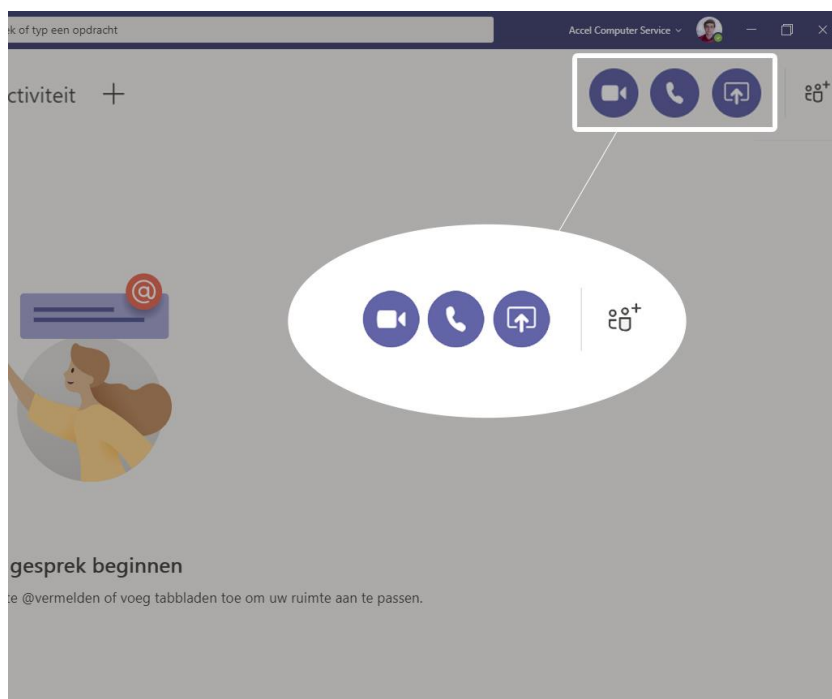 of typ een opdracht
Accel Computer Service
@
gesprek beginnen
@vermelden of voeg tabbladen toe om uw ruimte aan te passen.